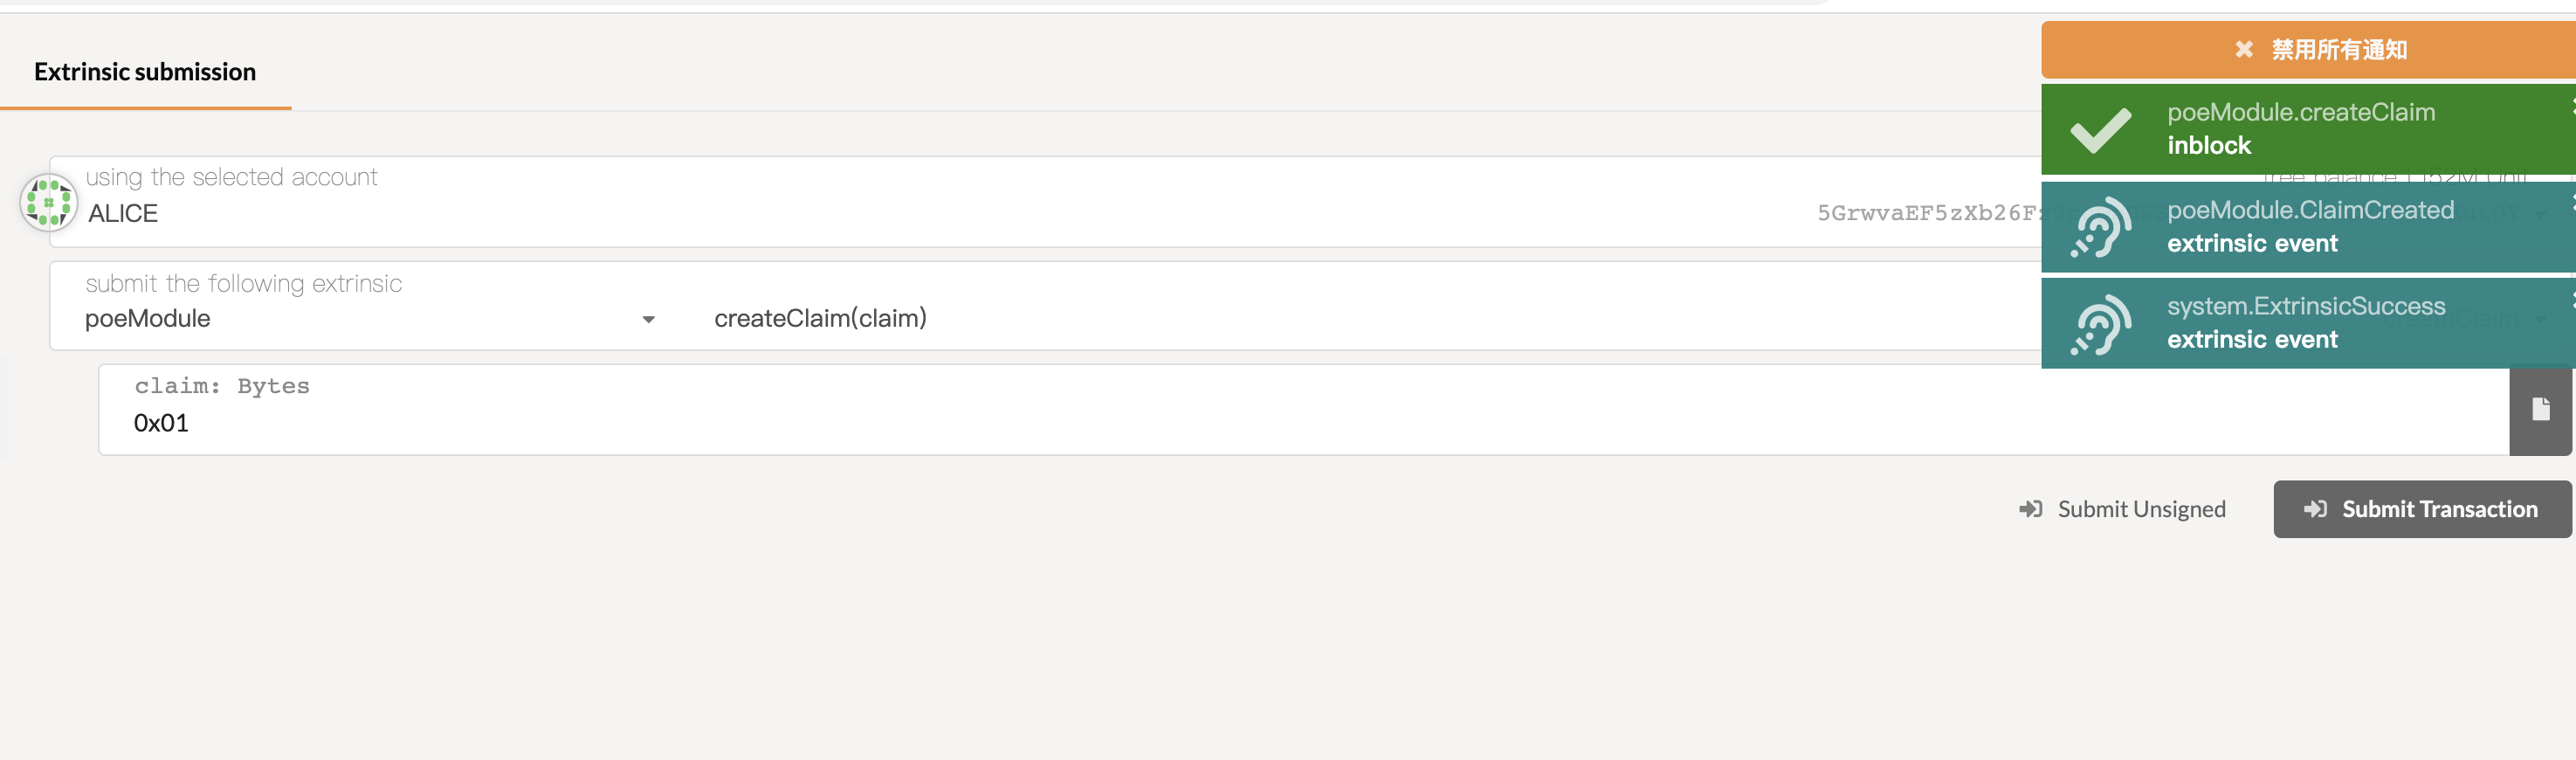 Extrinsic submission
禁用所有通知
poeModule.createClaim
inblock
using the selected account
ALICE
5GrwvaEF5zXb26F
poeModule.ClaimCreated
extrinsic event
submit the following extrinsic
poeModule
createClaim(claim)
system.ExtrinsicSuccess
extrinsic event
claim: Bytes
0x01
Submit Unsigned
Submit Transaction